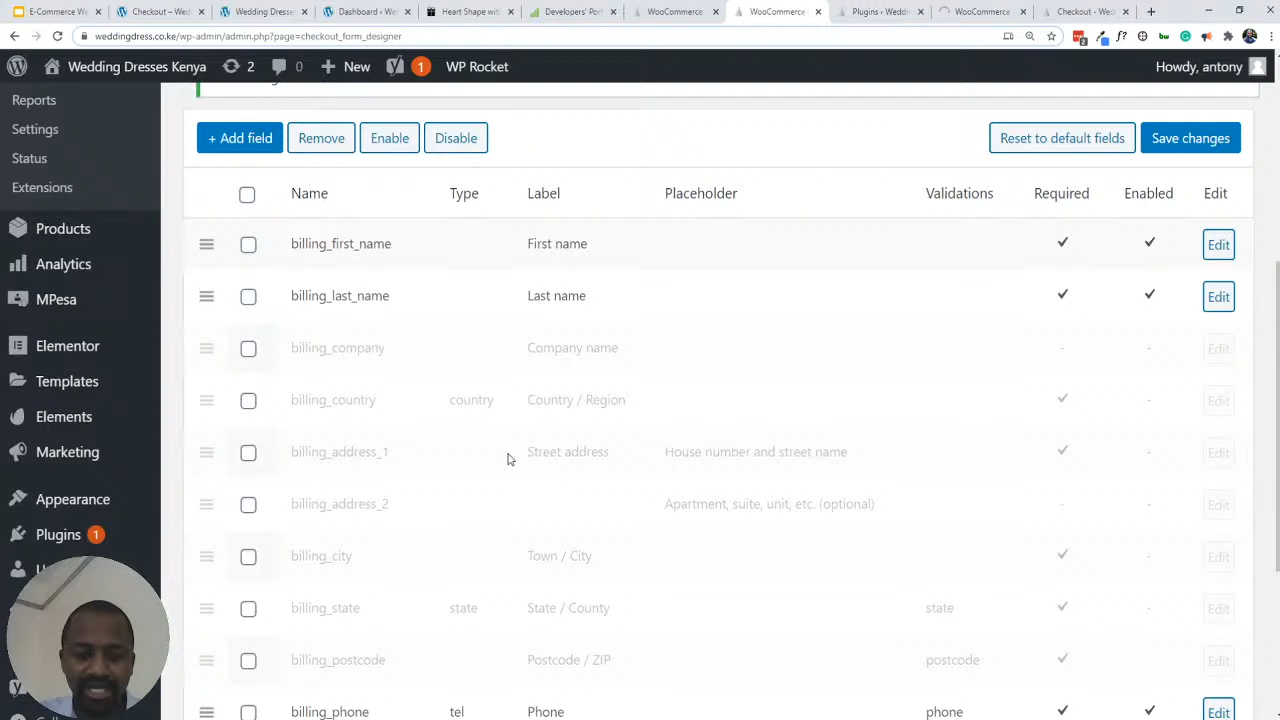 E-Commerce W
Checkout – Wed
Wedding Dresses
Dashboard ‹ We
Heart Shape with
Developers' Por
WooCommerce
WooCommerce
Plugins ‹ Wedd
WooCommerce
Checkout – Wed
weddingdress.co.ke/wp-admin/admin.php?page=checkout_form_designer
Wedding Dresses Kenya 2 0 New 1 WP Rocket Howdy, antony
Reports
Settings
Status
Extensions
Products
Analytics
MPesa
Elementor
Templates
Elements
Marketing
Appearance
Plugins 1
+ Add field Remove Enable Disable Reset to default fields Save changes
Name Type Label Placeholder Validations Required Enabled Edit
billing_first_name First name Edit
billing_last_name Last name Edit
billing_company Company name - - Edit
billing_country country Country / Region - Edit
billing_address_1 Street address House number and street name - Edit
billing_address_2 Apartment, suite, unit, etc. (optional) - - Edit
billing_city Town / City - Edit
billing_state state State / County state - Edit
billing_postcode Postcode / ZIP postcode - Edit
billing_phone tel Phone phone Edit